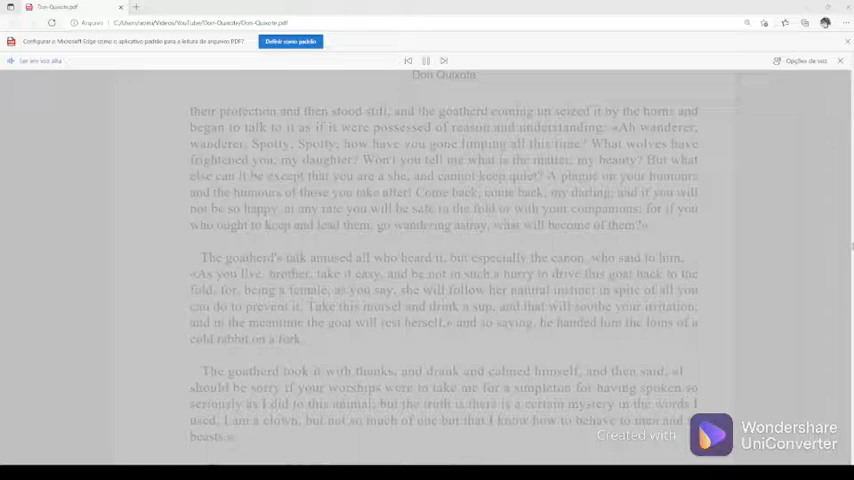 Don-Quixote.pdf
Arquivo
C:/Users/noresi/Videos/YouTube/Don-Quixote/Don-Quixote.pdf
Configurar o Microsoft Edge como o aplicativo padrão para a leitura de arquivos PDF?
Definir como padrão
Ler em voz alta
Opções de voz
Don Quixote
their protection and then stood still, and the goatherd coming up seized it by the horns and
began to talk to it as if it were possessed of reason and understanding: «Ah wanderer,
wanderer, Spotty, Spotty; how have you gone limping all this time? What wolves have
frightened you, my daughter? Won't you tell me what is the matter, my beauty? But what
else can it be except that you are a she, and cannot keep quiet? A plague on your humours
and the humours of those you take after! Come back, come back, my darling; and if you will
not be so happy, at any rate you will be safe in the fold or with your companions; for if you
who ought to keep and lead them, go wandering astray, what will become of them?»
The goatherd's talk amused all who heard it, but especially the canon, who said to him,
«As you live, brother, take it easy, and be not in such a hurry to drive this goat back to the
fold; for, being a female, as you say, she will follow her natural instinct in spite of all you
can do to prevent it. Take this morsel and drink a sup, and that will soothe your irritation,
and in the meantime the goat will rest herself,» and so saying, he handed him the loins of a
cold rabbit on a fork.
The goatherd took it with thanks, and drank and calmed himself, and then said, «I
should be sorry if your worships were to take me for a simpleton for having spoken so
seriously as I did to this animal; but the truth is there is a certain mystery in the words I
used. I am a clown, but not so much of one but that I know how to behave to men and
beasts.»
Created with
Wondershare
UniConverter